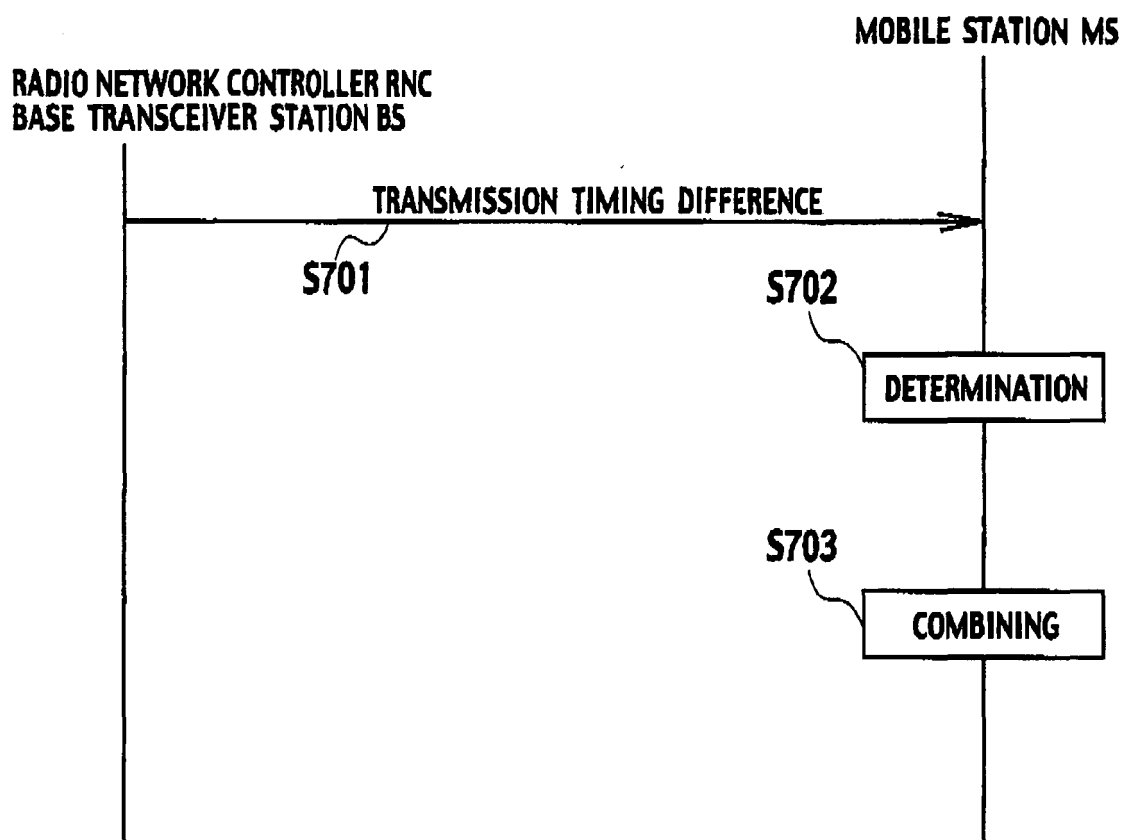 MOBILE STATION MS
RADIO NETWORK CONTROLLER RNC
BASE TRANSCEIVER STATION BS
TRANSMISSION TIMING DIFFERENCE
S701
S702
DETERMINATION
S703
COMBINING